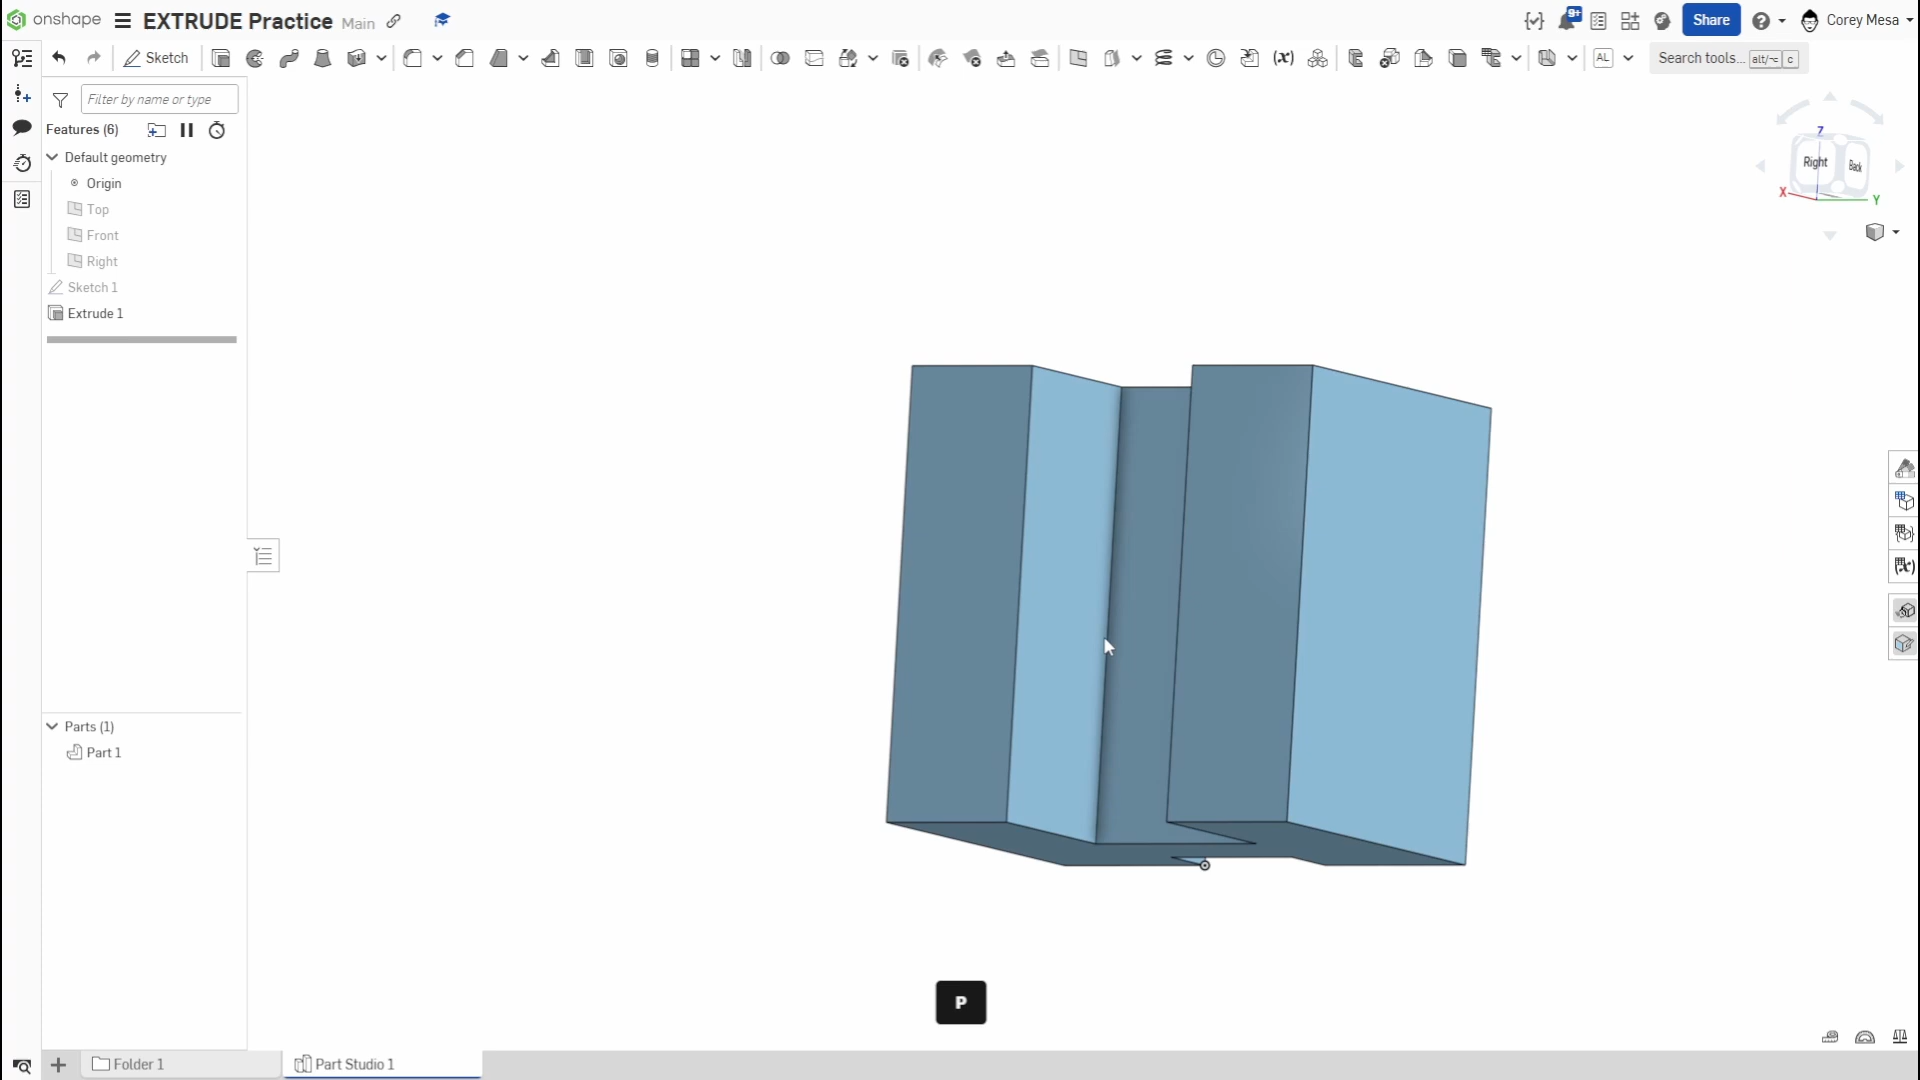 onshape EXTRUDE Practice Main
9+ Share Corey Mesa
Sketch
AL Search tools... alt/⌥ c
Filter by name or type
Features (6)
Default geometry
Origin
Top
Front
Right
Sketch 1
Extrude 1
Z
Right
Back
X
Y
Parts (1)
Part 1
P
Folder 1
Part Studio 1